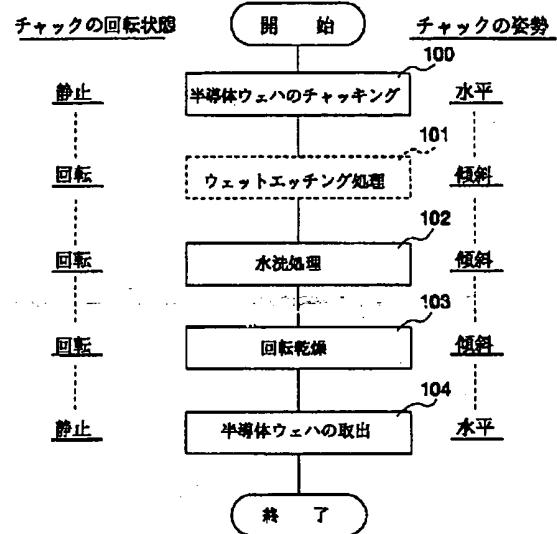 チャックの回転状態
開　始
チャックの姿勢
100
静止
半導体ウェハのチャッキング
水平
101
回転
ウェットエッチング処理
傾斜
102
回転
水洗処理
傾斜
103
回転
回転乾燥
傾斜
104
静止
半導体ウェハの取出
水平
終　了